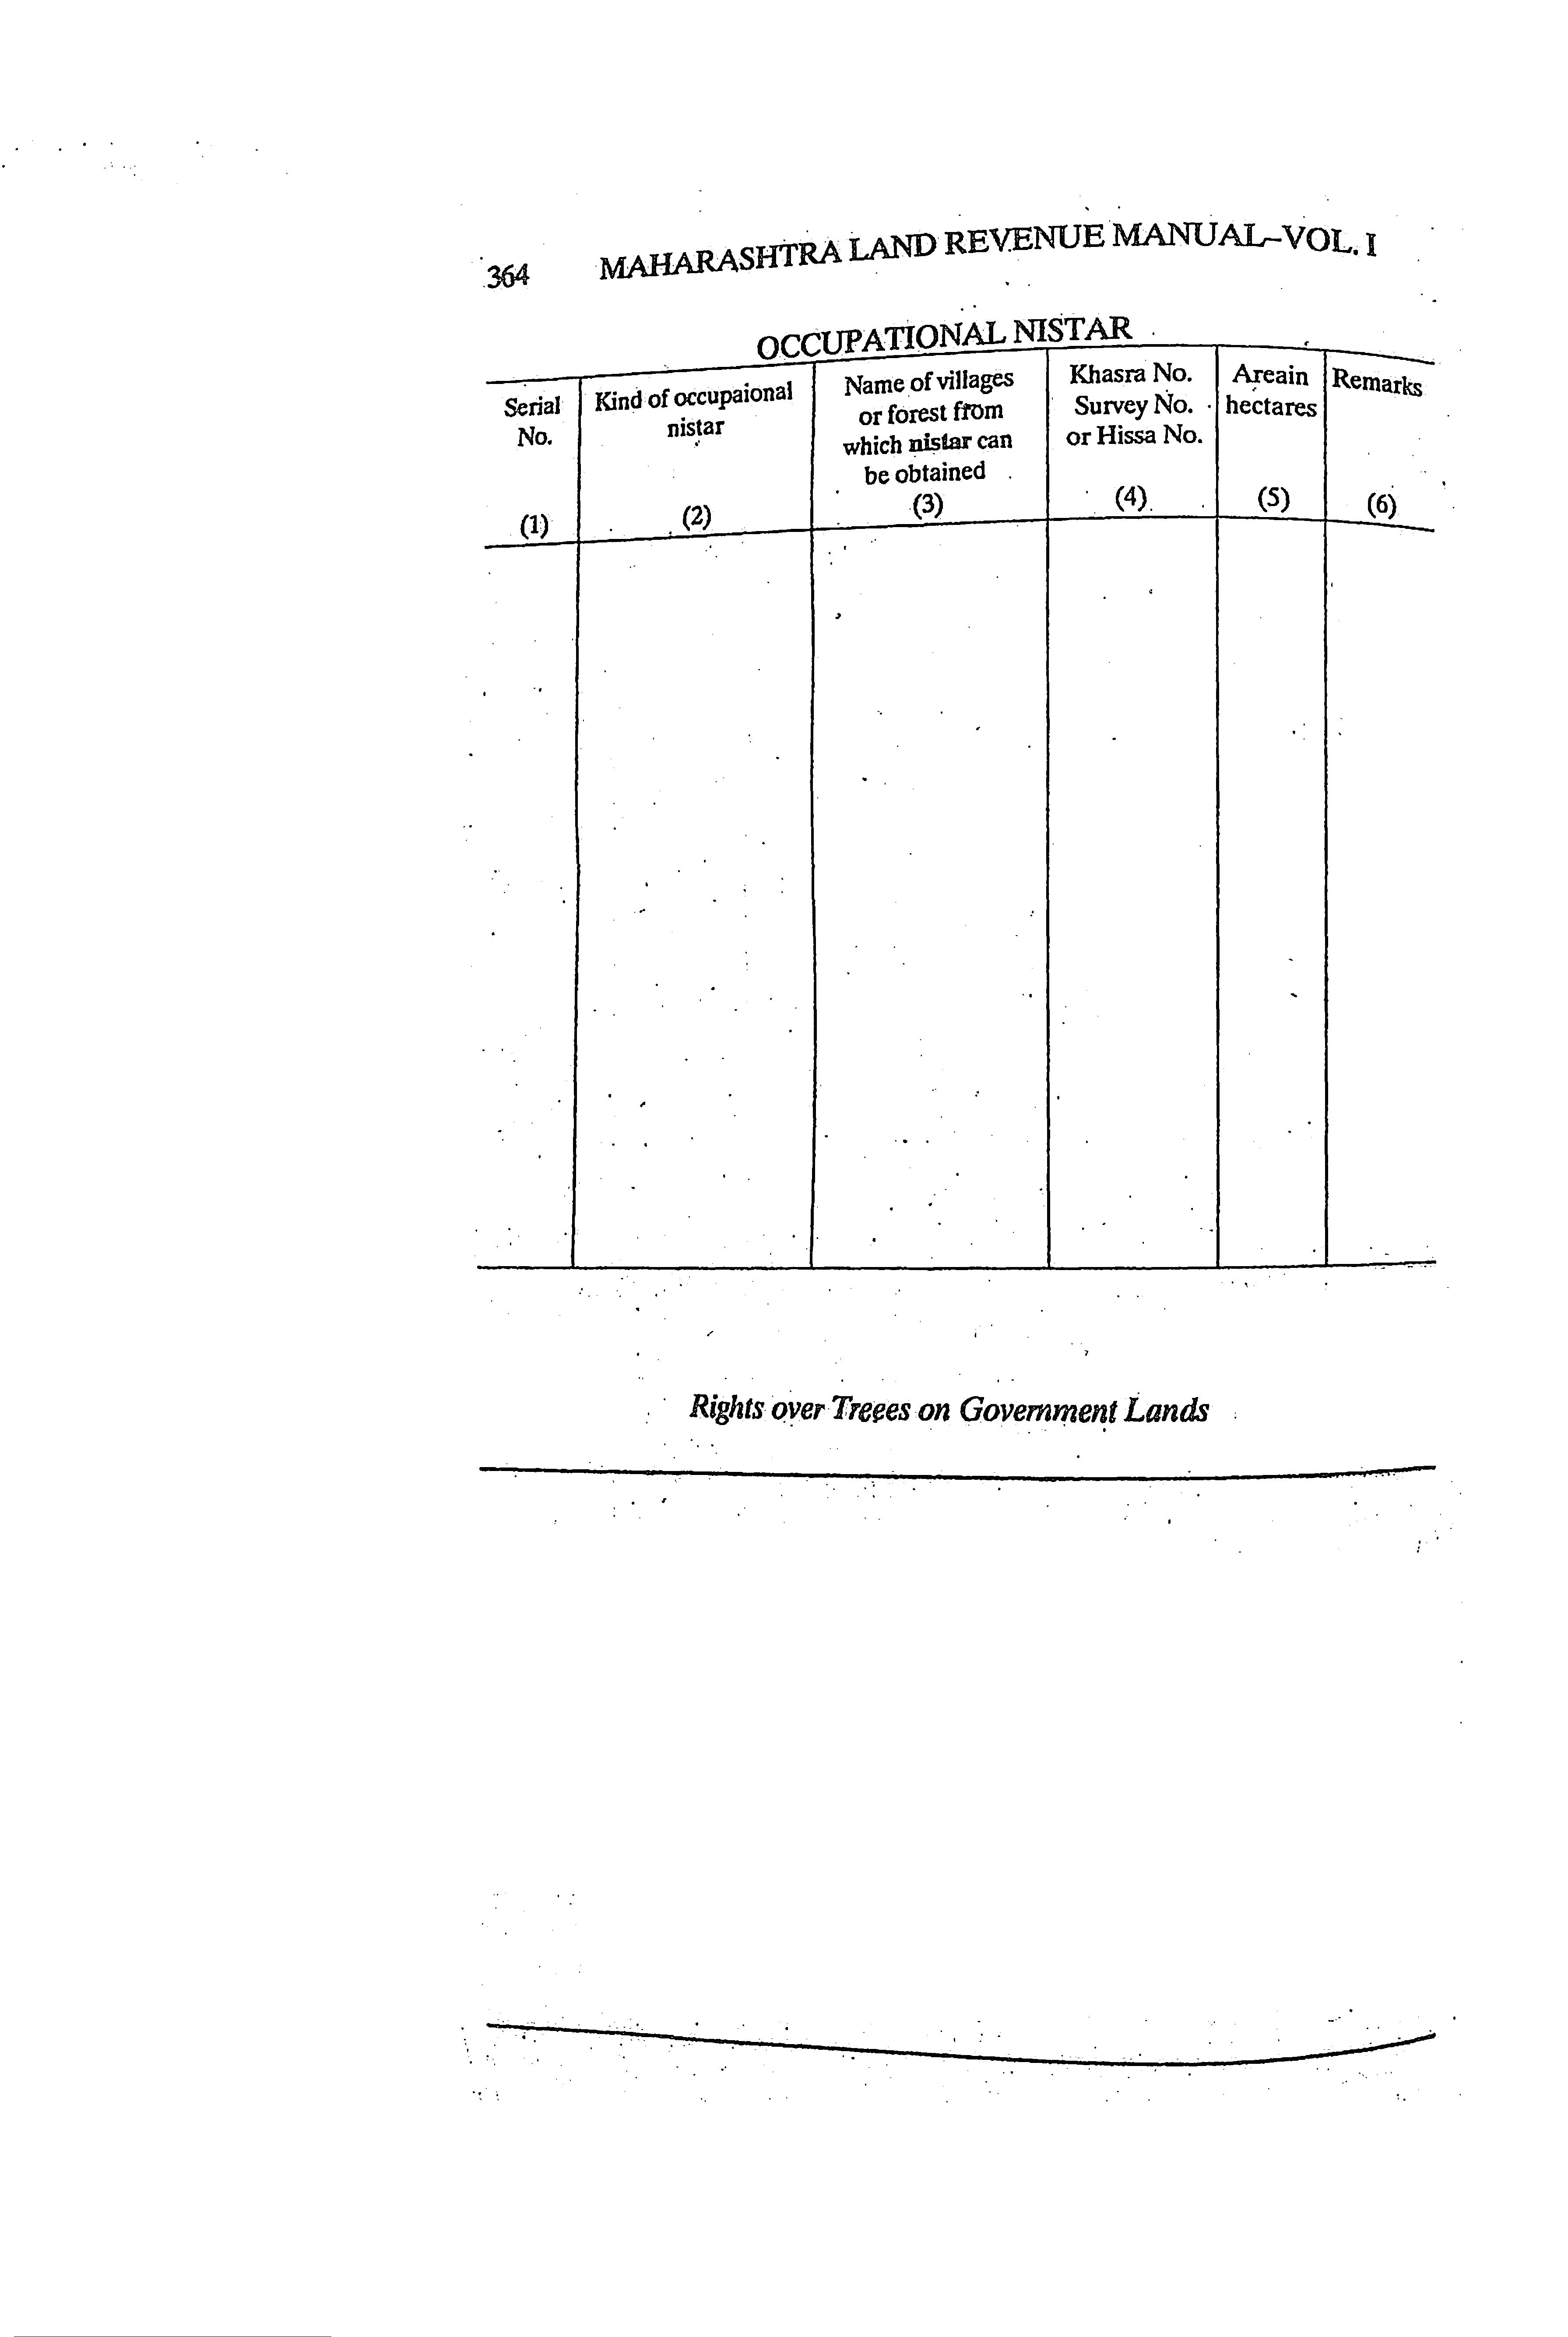 364 MAHARASHTRA LAND REVENUE MANUAL–VOL. I
OCCUPATIONAL NISTAR
Serial No.
Kind of occupaional nistar
Name of villages or forest from which nistar can be obtained
Khasra No. Survey No. or Hissa No.
Areain hectares
Remarks
(1) (2) (3) (4) (5) (6)
Rights over Treees on Government Lands